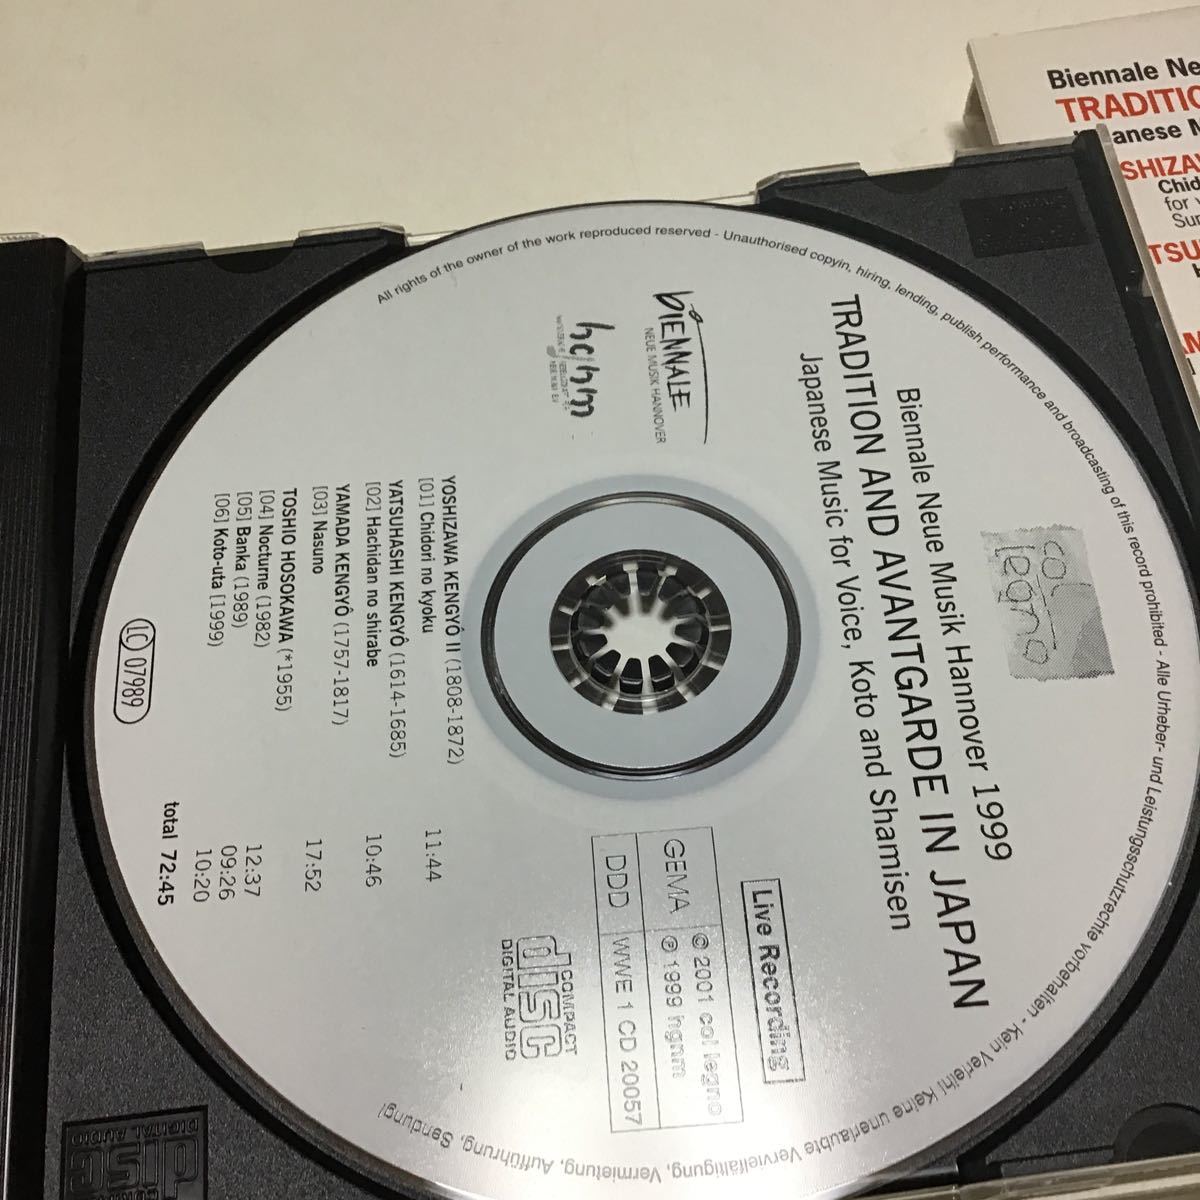 All rights of the owner of the work reproduced reserved - Unauthorised copyin, hiring, lending, publish performance and broadcasting of this record prohibited - Alle Urheber- und Leistungsschutzrechte vorbehalten - Kein Verleih! Keine unerlaubte Vervielfältigung, Vermietung, Aufführung, Sendung!
col
legno
Biennale Neue Musik Hannover 1999
TRADITION AND AVANTGARDE IN JAPAN
Japanese Music for Voice, Koto and Shamisen
BIENNALE
NEUE MUSIK HANNOVER
hgnm
Live Recording
© 2001 col legno
GEMA
℗ 1999 hgnm
DDD
WWE 1 CD 20057
COMPACT
disc
DIGITAL AUDIO
YOSHIZAWA KENGYÔ II (1808-1872)
[01] Chidori no kyoku 11:44
YATSUHASHI KENGYÔ (1614-1685)
[02] Hachidan no shirabe 10:46
YAMADA KENGYÔ (1757-1817)
[03] Nasuno 17:52
TOSHIO HOSOKAWA (*1955)
[04] Nocturne (1982) 12:37
[05] Banka (1989) 09:26
[06] Koto-uta [1999) 10:20
total 72:45
LC 07989
Biennale Ne
TRADITIO
anese M
SHIZAW
Chid
for v
Su
TSU
AM
disc
DIGITAL AUDIO